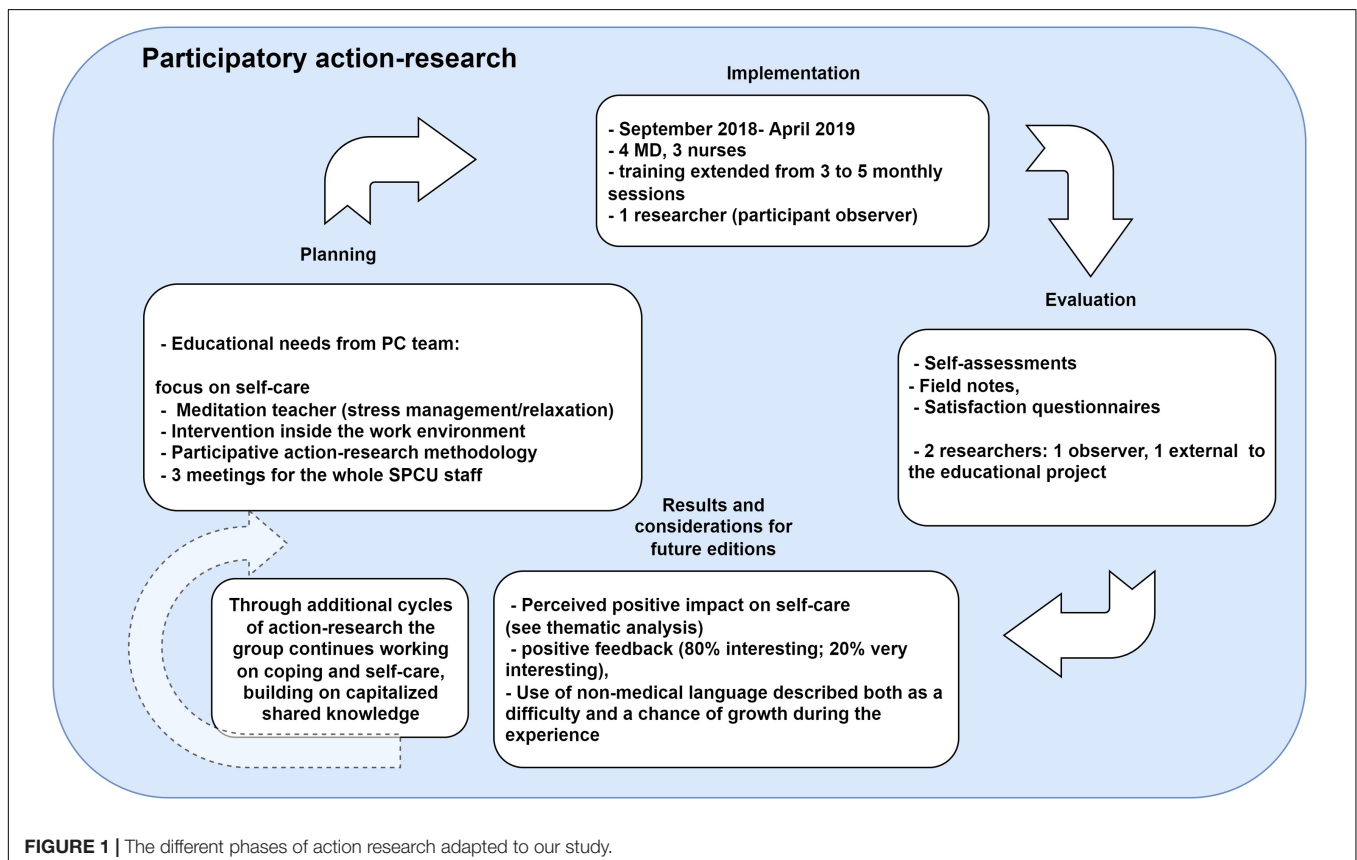 Participatory action-research
Implementation
- September 2018- April 2019
- 4 MD, 3 nurses
- training extended from 3 to 5 monthly
sessions
- 1 researcher (participant observer)
Planning
- Educational needs from PC team:
focus on self-care
- Meditation teacher (stress management/relaxation)
- Intervention inside the work environment
- Participative action-research methodology
- 3 meetings for the whole SPCU staff
Evaluation
- Self-assessments
- Field notes,
- Satisfaction questionnaires
- 2 researchers: 1 observer, 1 external to
the educational project
Results and
considerations for
future editions
- Perceived positive impact on self-care
(see thematic analysis)
- positive feedback (80% interesting; 20% very
interesting),
- Use of non-medical language described both as a
difficulty and a chance of growth during the
experience
Through additional cycles
of action-research the
group continues working
on coping and self-care,
building on capitalized
shared knowledge
FIGURE 1 | The different phases of action research adapted to our study.